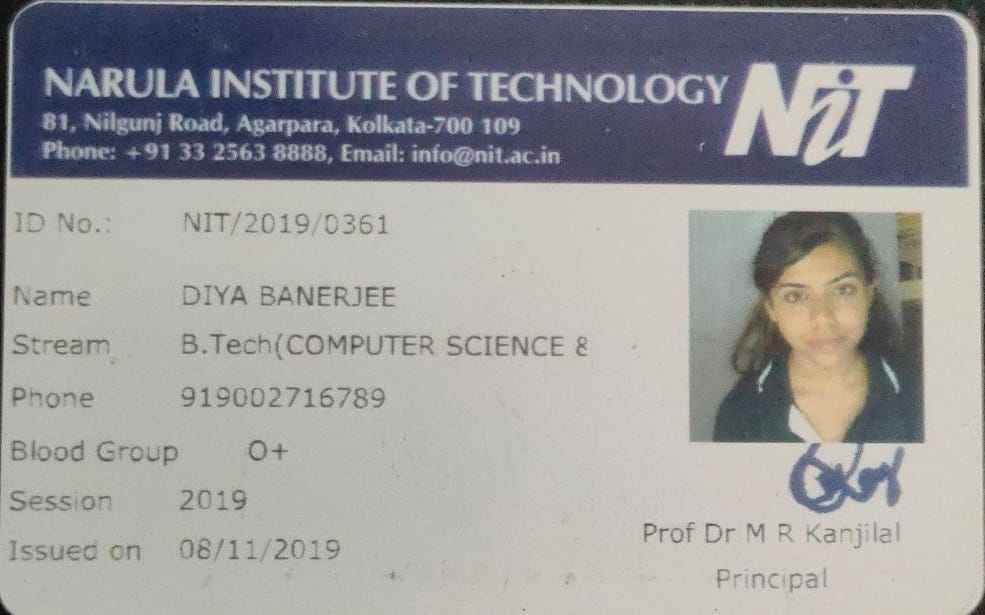 NARULA INSTITUTE OF TECHNOLOGY
81, Nilgunj Road, Agarpara, Kolkata-700 109
Phone: +91 33 2563 8888, Email: info@nit.ac.in
NiT
ID No.: NIT/2019/0361
Name DIYA BANERJEE
Stream B.Tech(COMPUTER SCIENCE &
Phone 919002716789
Blood Group O+
Session 2019
Issued on 08/11/2019
Prof Dr M R Kanjilal
Principal